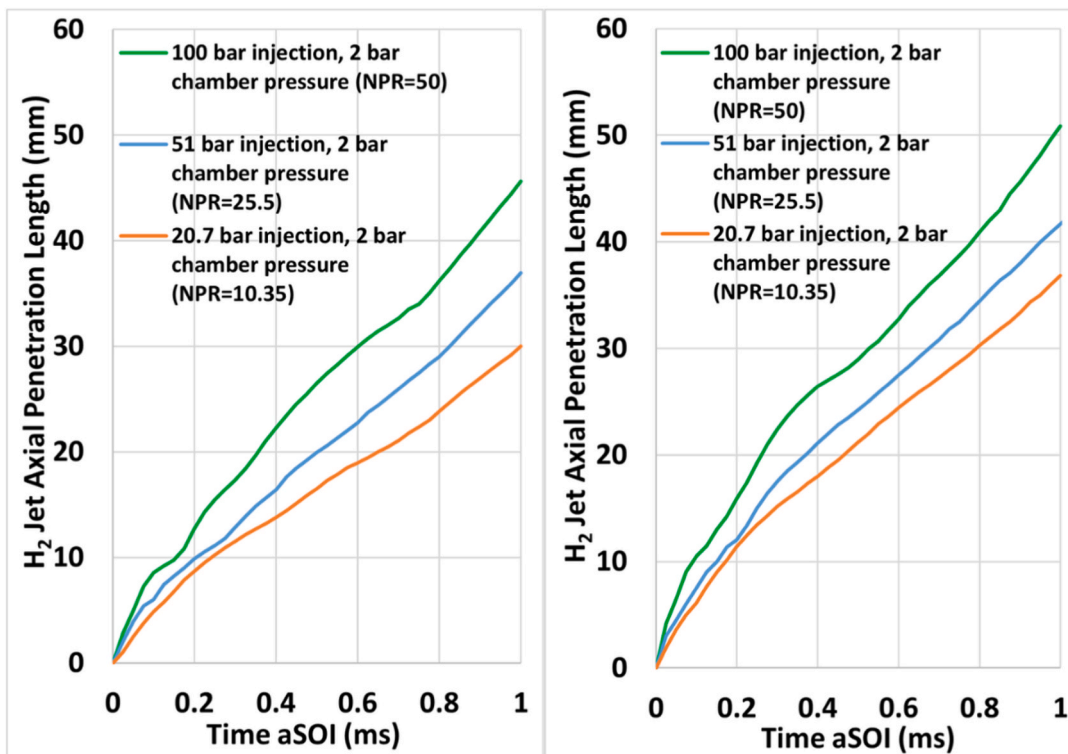 60
50
40
30
20
10
0
H2 Jet Axial Penetration Length (mm)
100 bar injection, 2 bar
chamber pressure (NPR=50)
51 bar injection, 2 bar
chamber pressure
(NPR=25.5)
20.7 bar injection, 2 bar
chamber pressure
(NPR=10.35)
0 0.2 0.4 0.6 0.8 1
Time aSOI (ms)
60
50
40
30
20
10
0
H2 Jet Axial Penetration Length (mm)
100 bar injection, 2 bar
chamber pressure
(NPR=50)
51 bar injection, 2 bar
chamber pressure
(NPR=25.5)
20.7 bar injection, 2 bar
chamber pressure
(NPR=10.35)
0 0.2 0.4 0.6 0.8 1
Time aSOI (ms)